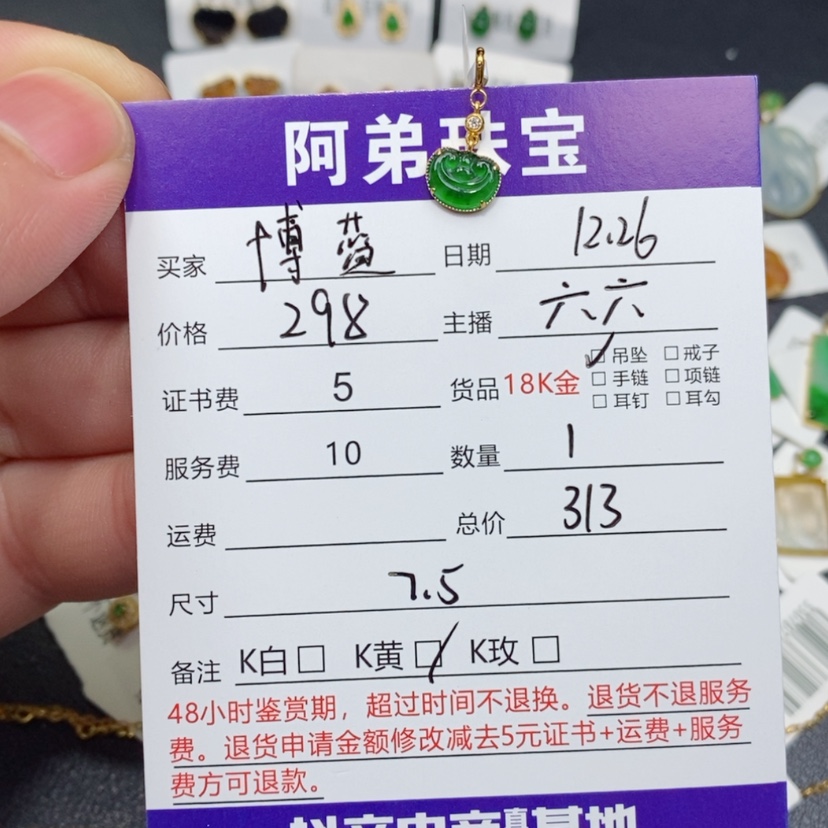 阿弟珠宝
买家 博蓝 日期 12.26
价格 298 主播 六六
证书费 5 货品 18K金 ☑吊坠 □戒子
□手链 □项链
□耳钉 □耳勾
服务费 10 数量 1
运费 总价 313
尺寸 7.5
备注 K白□ K黄☑ K玫□
48小时鉴赏期，超过时间不退换。退货不退服务
费。退货申请金额修改减去5元证书+运费+服务
费方可退款。
基地